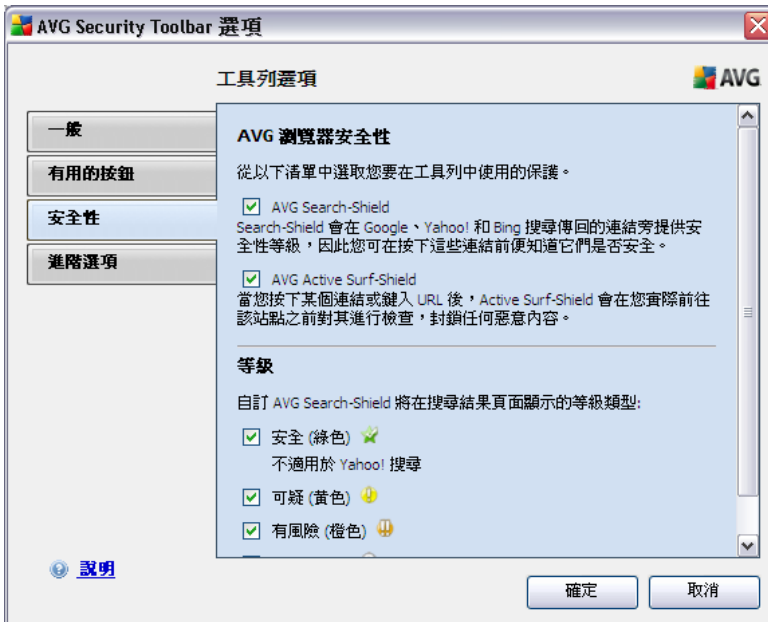 AVG Security Toolbar 選項
工具列選項
AVG
一般
有用的按鈕
安全性
進階選項
AVG 瀏覽器安全性
從以下清單中選取您要在工具列中使用的保護。
AVG Search-Shield
Search-Shield 會在 Google、Yahoo! 和 Bing 搜尋傳回的連結旁提供安
全性等級，因此您可在按下這些連結前便知道它們是否安全。
AVG Active Surf-Shield
當您按下某個連結或鍵入 URL 後，Active Surf-Shield 會在您實際前往
該站點之前對其進行檢查，封鎖任何惡意內容。
等級
自訂 AVG Search-Shield 將在搜尋結果頁面顯示的等級類型:
安全 (綠色)
不適用於 Yahoo! 搜尋
可疑 (黃色)
有風險 (橙色)
說明
確定
取消